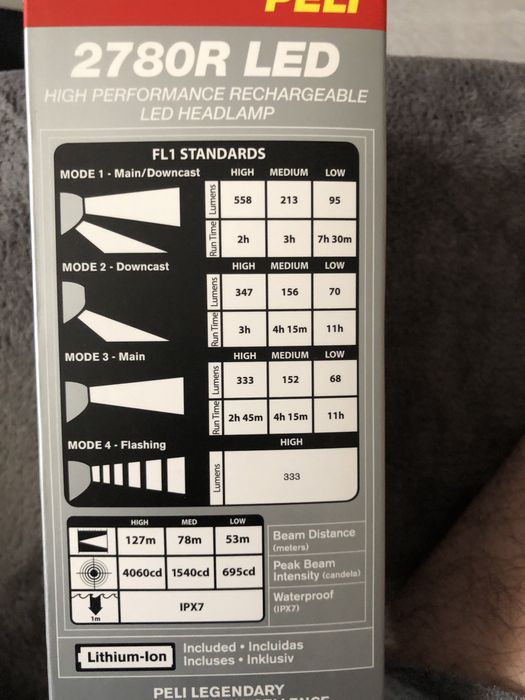 PELI
2780R LED
HIGH PERFORMANCE RECHARGEABLE
LED HEADLAMP
FL1 STANDARDS
MODE 1 - Main/Downcast HIGH MEDIUM LOW
Lumens 558 213 95
Run Time 2h 3h 7h 30m
MODE 2 - Downcast HIGH MEDIUM LOW
Lumens 347 156 70
Run Time 3h 4h 15m 11h
MODE 3 - Main HIGH MEDIUM LOW
Lumens 333 152 68
Run Time 2h 45m 4h 15m 11h
MODE 4 - Flashing HIGH
Lumens 333
HIGH MED LOW
127m 78m 53m Beam Distance
(meters)
4060cd 1540cd 695cd Peak Beam
Intensity (candela)
1m IPX7 Waterproof
(IPX7)
Lithium-Ion Included • Incluidas
Incluses • Inklusiv
PELI LEGENDARY